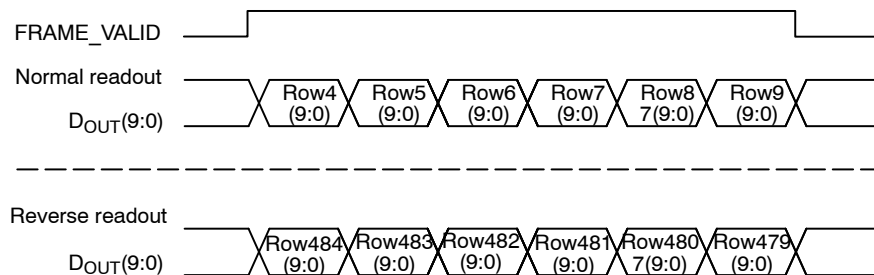 FRAME_VALID
Normal readout
Row4 Row5 Row6 Row7 Row8 Row9
DOUT(9:0) (9:0) (9:0) (9:0) (9:0) 7(9:0) (9:0)
Reverse readout
Row484 Row483 Row482 Row481 Row480 Row479
DOUT(9:0) (9:0) (9:0) (9:0) (9:0) 7(9:0) (9:0)